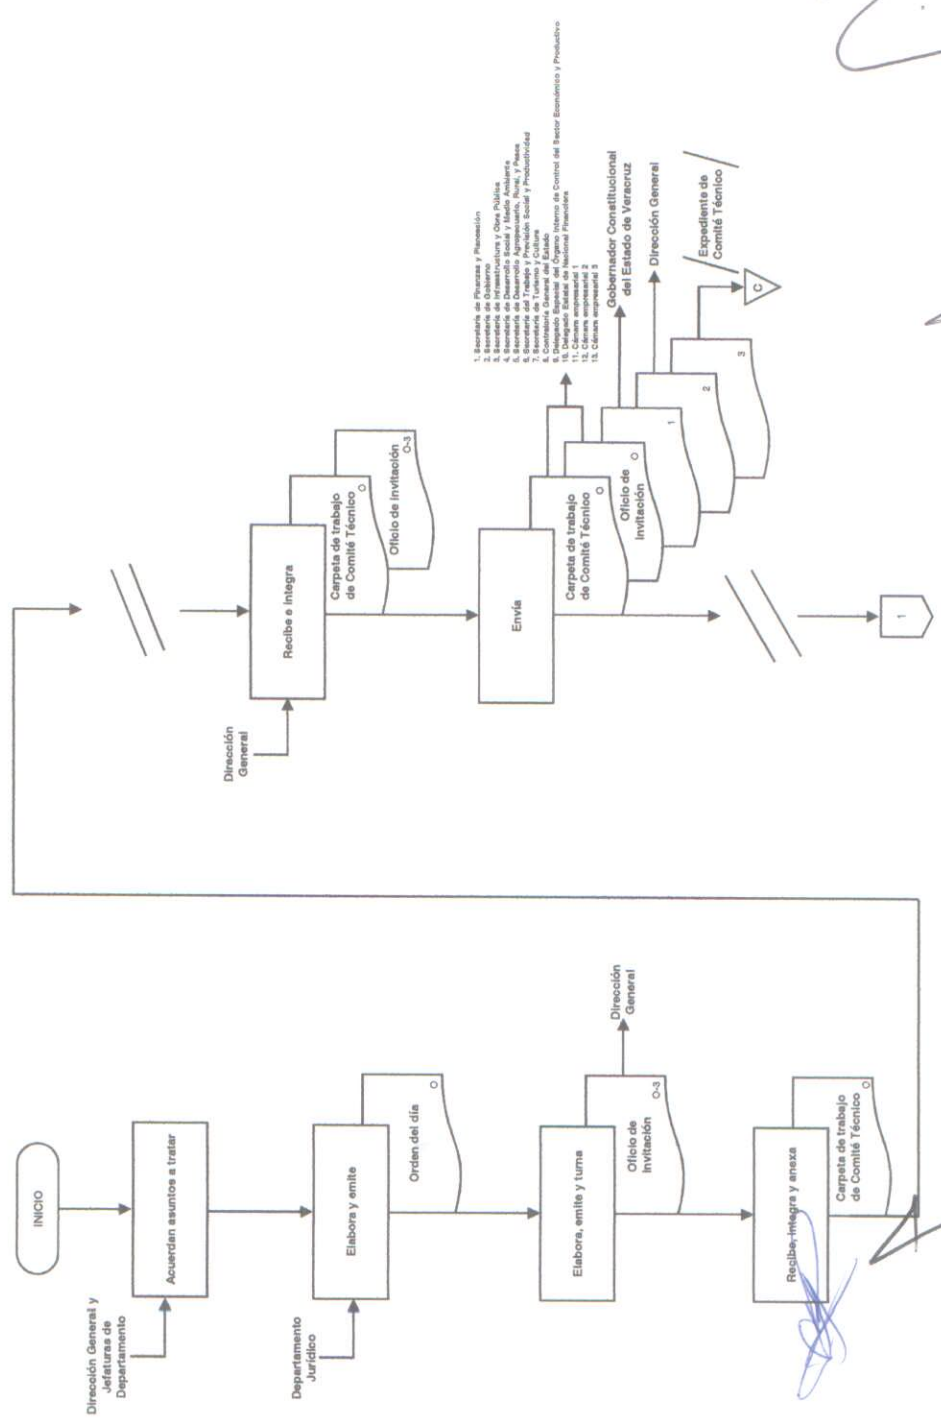 INICIO
Dirección General y
Jefaturas de
Departamento
Acuerdan asuntos a tratar
Departamento
Jurídico
Elabora y emite
Orden del día
O
Elabora, emite y turna
Oficio de
Invitación
O-3
Dirección
General
Recibe, integra y anexa
Carpeta de trabajo
de Comité Técnico
O
Dirección
General
Recibe e integra
Carpeta de trabajo
de Comité Técnico
O
Oficio de invitación
O-3
Envía
Carpeta de trabajo
de Comité Técnico
O
Oficio de
Invitación
O
1
2
3
1. Secretaría de Finanzas y Planeación
2. Secretaría de Gobierno
3. Secretaría de Infraestructura y Obra Pública
4. Secretaría de Desarrollo Social y Medio Ambiente
5. Secretaría de Desarrollo Agropecuario, Rural, y Pesca
6. Secretaría del Trabajo y Previsión Social y Productividad
7. Secretaría de Turismo y Cultura
8. Contraloría General del Estado
9. Delegado Especial del Órgano Interno de Control del Sector Económico y Productivo
10. Delegado Estatal de Nacional Financiera
11. Cámara empresarial 1
12. Cámara empresarial 2
13. Cámara empresarial 3
Gobernador Constitucional
del Estado de Veracruz
Dirección General
Expediente de
Comité Técnico
C
1